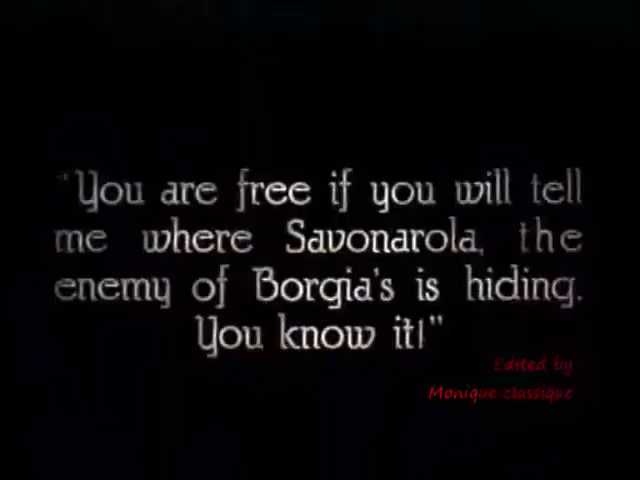 "You are free if you will tell
me where Savonarola, the
enemy of Borgia's is hiding.
You know it!"
Edited by
Monique classique